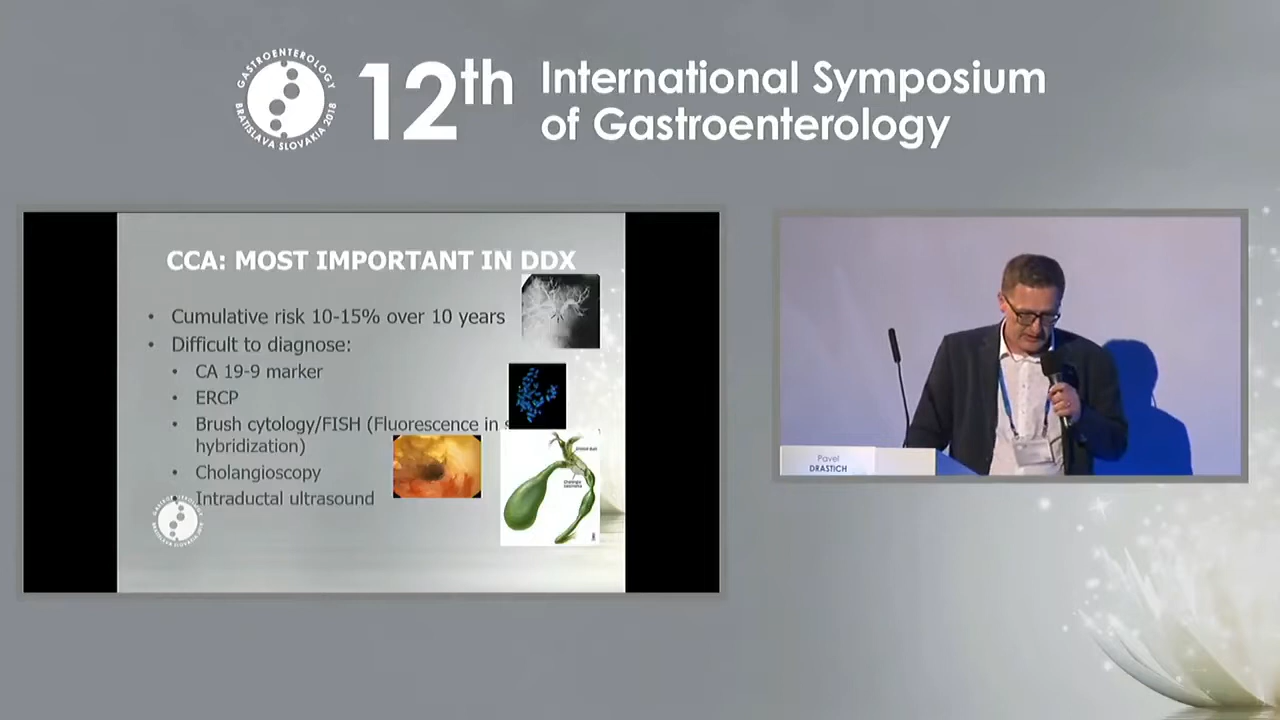 GASTROENTEROLOGY
BRATISLAVA SLOVAKIA 2018
12th
International Symposium
of Gastroenterology
CCA: MOST IMPORTANT IN DDX
• Cumulative risk 10-15% over 10 years
• Difficult to diagnose:
• CA 19-9 marker
• ERCP
• Brush cytology/FISH (Fluorescence in s
hybridization)
• Cholangioscopy
Intraductal ultrasound
Pavel
DRASTICH